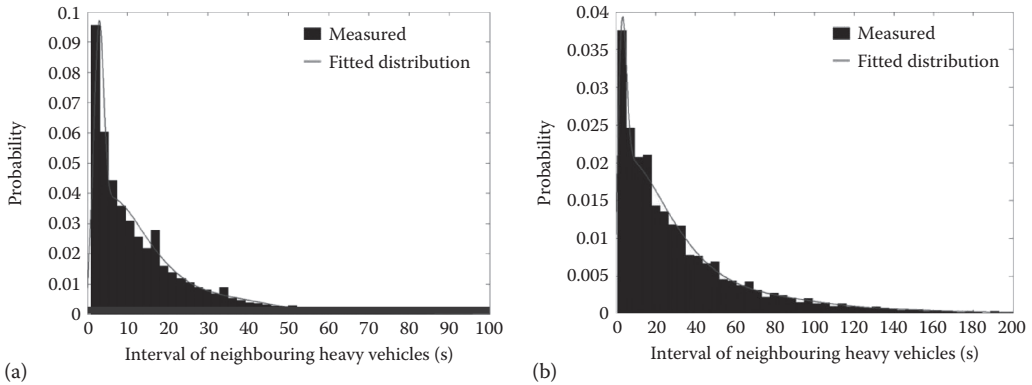 0.1
0.09
0.08
0.07
0.06
0.05
0.04
0.03
0.02
0.01
0
Probability
Measured
Fitted distribution
0 10 20 30 40 50 60 70 80 90 100
Interval of neighbouring heavy vehicles (s)
(a)
0.04
0.035
0.03
0.025
0.02
0.015
0.01
0.005
0
Probability
Measured
Fitted distribution
0 20 40 60 80 100 120 140 160 180 200
Interval of neighbouring heavy vehicles (s)
(b)